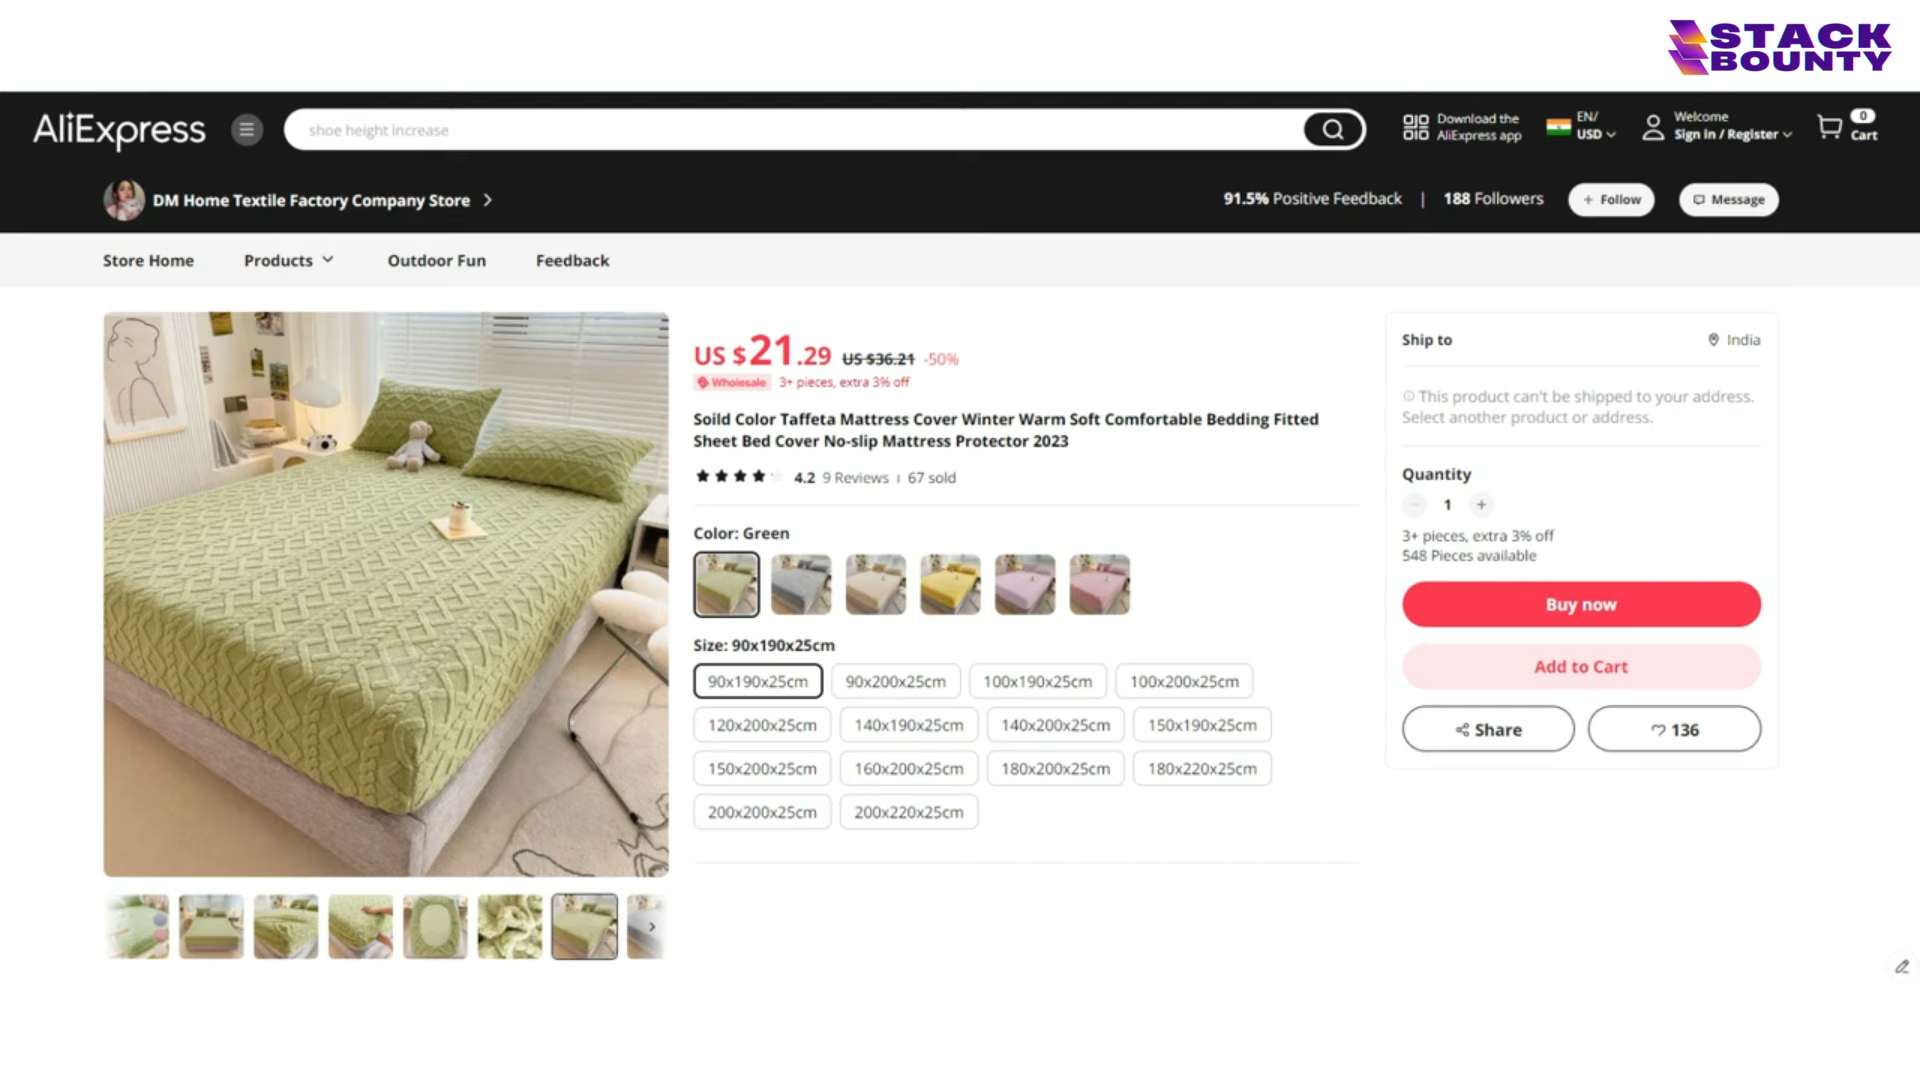 STACK
BOUNTY
AliExpress
shoe height increase
Download the
AliExpress app
EN/
USD
Welcome
Sign in / Register
0
Cart
DM Home Textile Factory Company Store
91.5% Positive Feedback | 188 Followers
+ Follow
Message
Store Home
Products
Outdoor Fun
Feedback
US $21.29 US $36.21 -50%
Wholesale 3+ pieces, extra 3% off
Soild Color Taffeta Mattress Cover Winter Warm Soft Comfortable Bedding Fitted
Sheet Bed Cover No-slip Mattress Protector 2023
4.2 9 Reviews 67 sold
Color: Green
Size: 90x190x25cm
90x190x25cm 90x200x25cm 100x190x25cm 100x200x25cm
120x200x25cm 140x190x25cm 140x200x25cm 150x190x25cm
150x200x25cm 160x200x25cm 180x200x25cm 180x220x25cm
200x200x25cm 200x220x25cm
Ship to India
This product can't be shipped to your address.
Select another product or address.
Quantity
- 1 +
3+ pieces, extra 3% off
548 Pieces available
Buy now
Add to Cart
Share
136